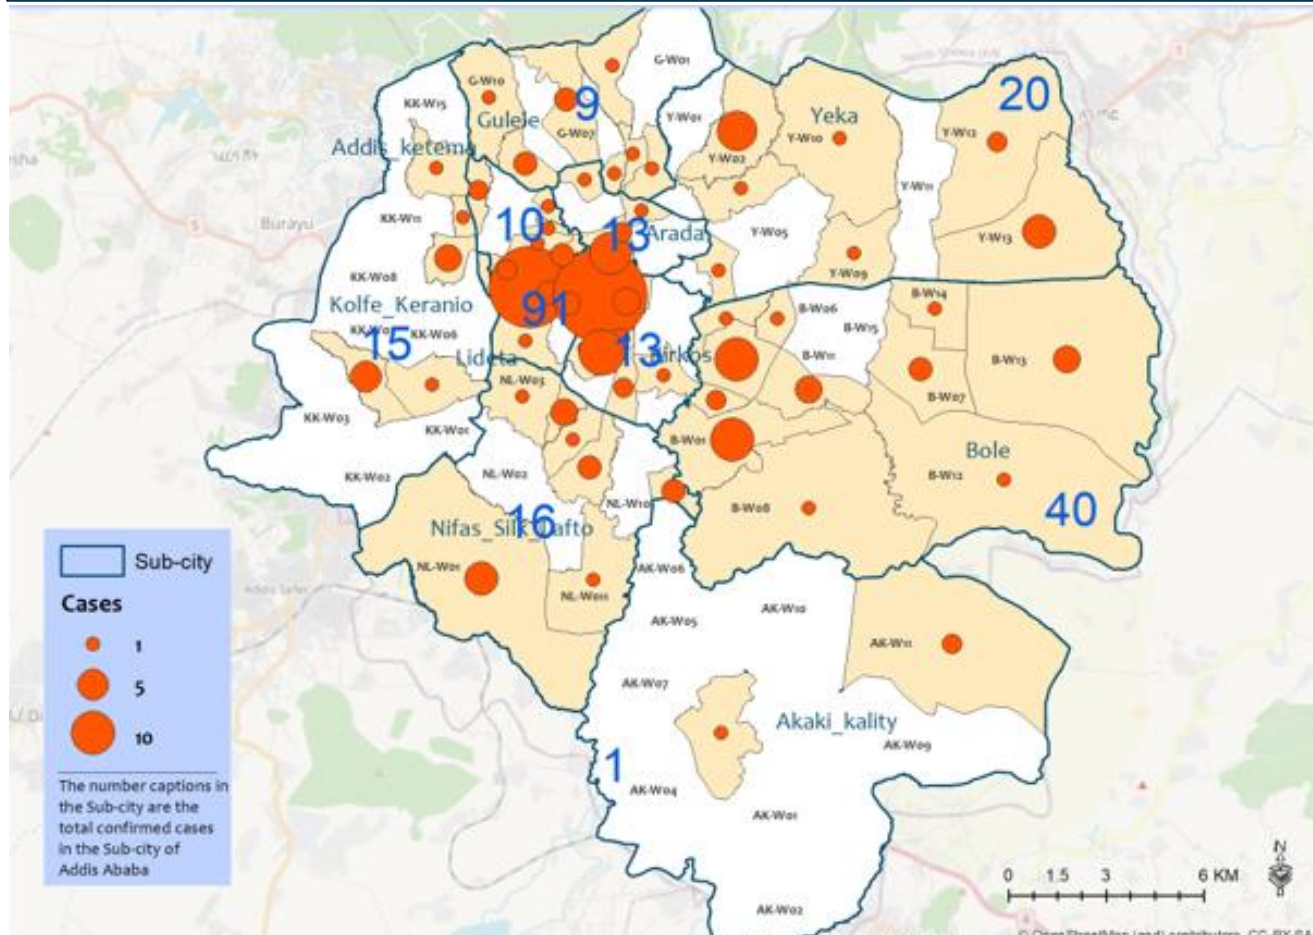 G-W01
G-W10
9
20
KK-W15
Gulele
Y-W01
Yeka
Y-W12
G-W07
Y-W10
Addis_ketema
Y-W02
Y-W11
KK-W11
Burayu
10
13
Arada
Y-W05
Y-W13
KK-W08
Y-W09
Kolfe_Keranio
B-W14
91
B-W06
B-W15
KK-W06
15
Lideta
13
Kirkos
B-W11
B-W13
NL-W03
B-W07
KK-W03
KK-W01
B-W01
Bole
KK-W02
NL-W02
B-W12
NL-W10
B-W08
40
Nifas_Silk_Lafto
16
NL-W01
AK-W06
NL-W011
AK-W05
AK-W10
AK-W11
AK-W07
Akaki_kality
AK-W09
1
AK-W04
AK-W01
AK-W02
Sub-city
Cases
1
5
10
The number captions in
the Sub-city are the
total confirmed cases
in the Sub-city of
Addis Ababa
N
0 1.5 3 6 KM